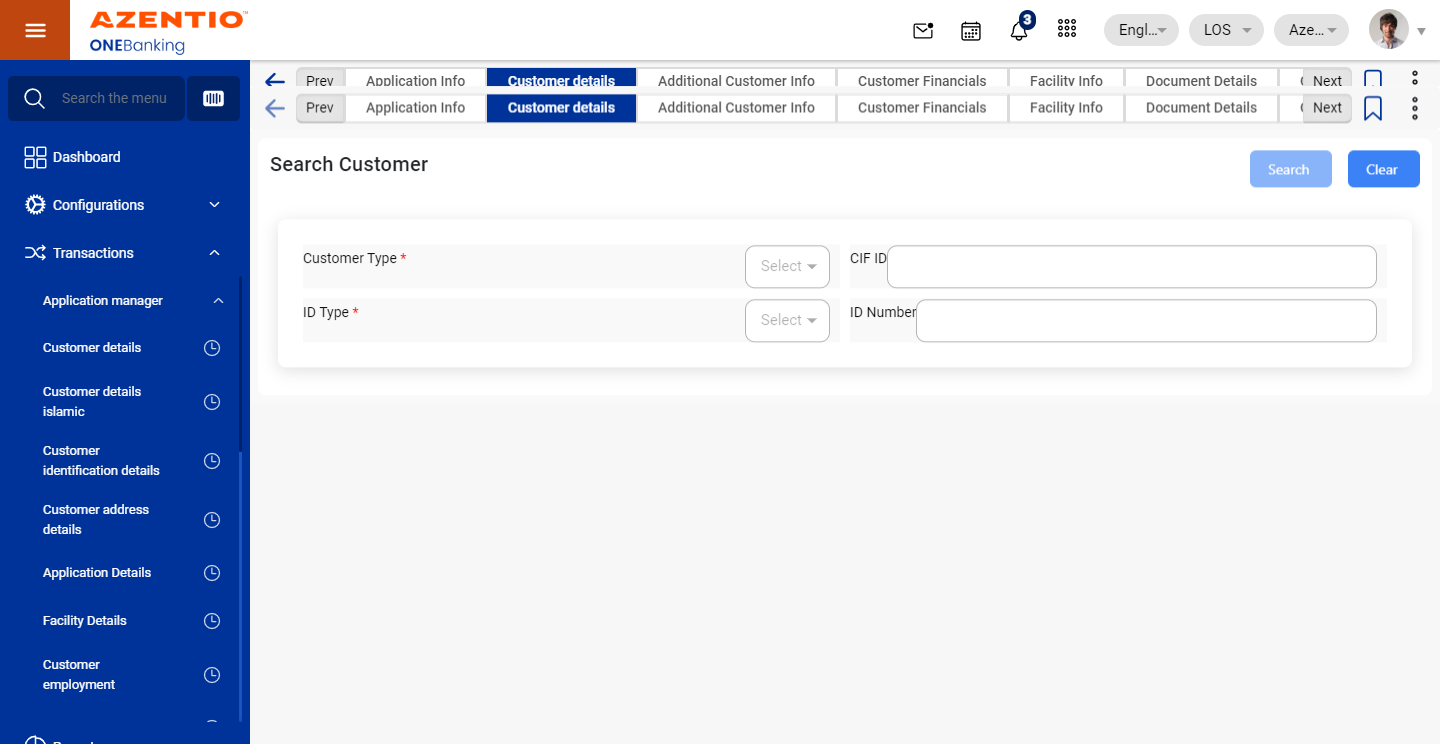 AZENTIO™
ONEBanking
3
Engl...
LOS
Aze...
Search the menu
Dashboard
Configurations
Transactions
Application manager
Customer details
Customer details
islamic
Customer
identification details
Customer address
details
Application Details
Facility Details
Customer
employment
Prev
Application Info
Customer details
Additional Customer Info
Customer Financials
Facility Info
Document Details
Next
Prev
Application Info
Customer details
Additional Customer Info
Customer Financials
Facility Info
Document Details
Next
Search Customer
Search
Clear
Customer Type *
Select
CIF ID
ID Type *
Select
ID Number